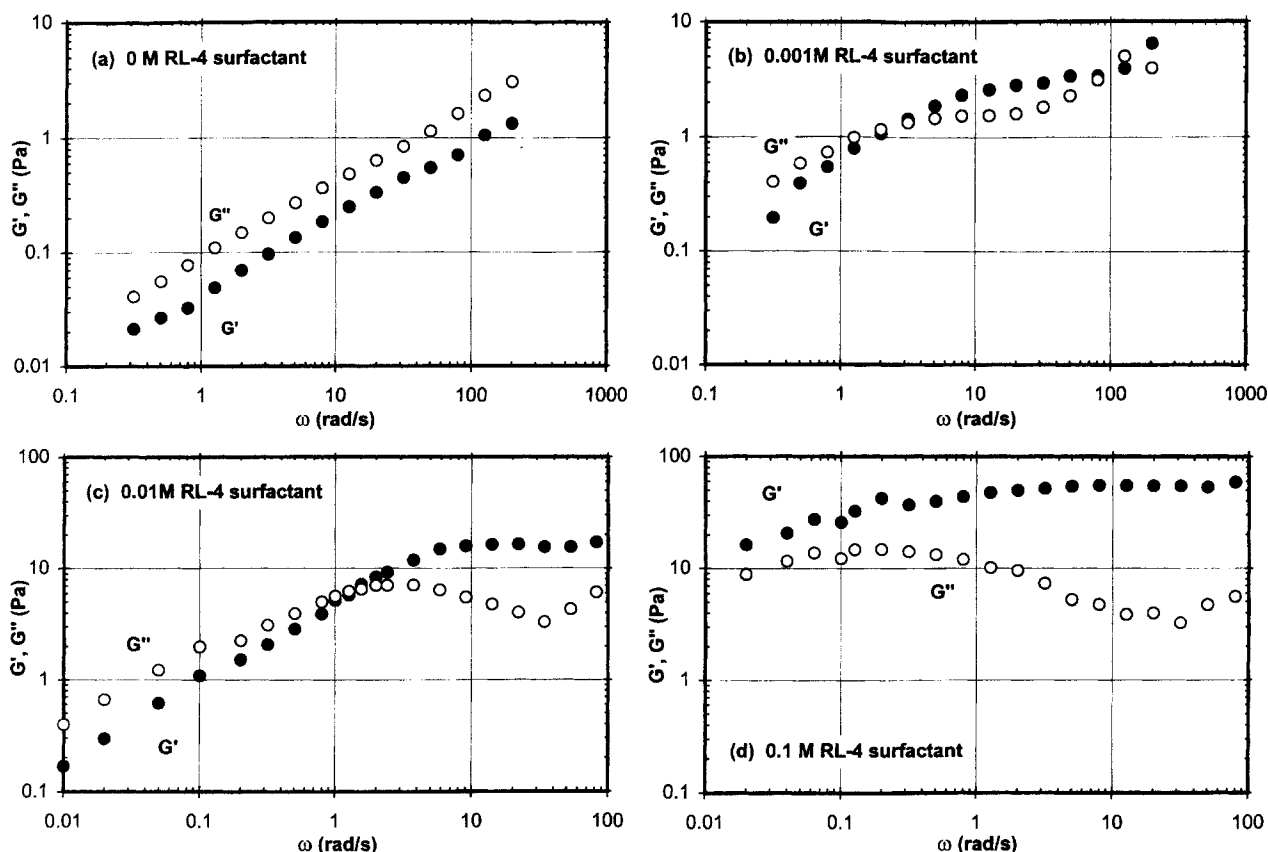 (a) 0 M RL-4 surfactant
G', G'' (Pa)
10
1
0.1
0.01
G''
G'
0.1 1 10 100 1000
ω (rad/s)
(b) 0.001M RL-4 surfactant
G', G'' (Pa)
10
1
0.1
0.01
G''
G'
0.1 1 10 100 1000
ω (rad/s)
(c) 0.01M RL-4 surfactant
G', G'' (Pa)
100
10
1
0.1
G''
G'
0.01 0.1 1 10 100
ω (rad/s)
G', G'' (Pa)
100
10
1
0.1
G'
G''
(d) 0.1 M RL-4 surfactant
0.01 0.1 1 10 100
ω (rad/s)